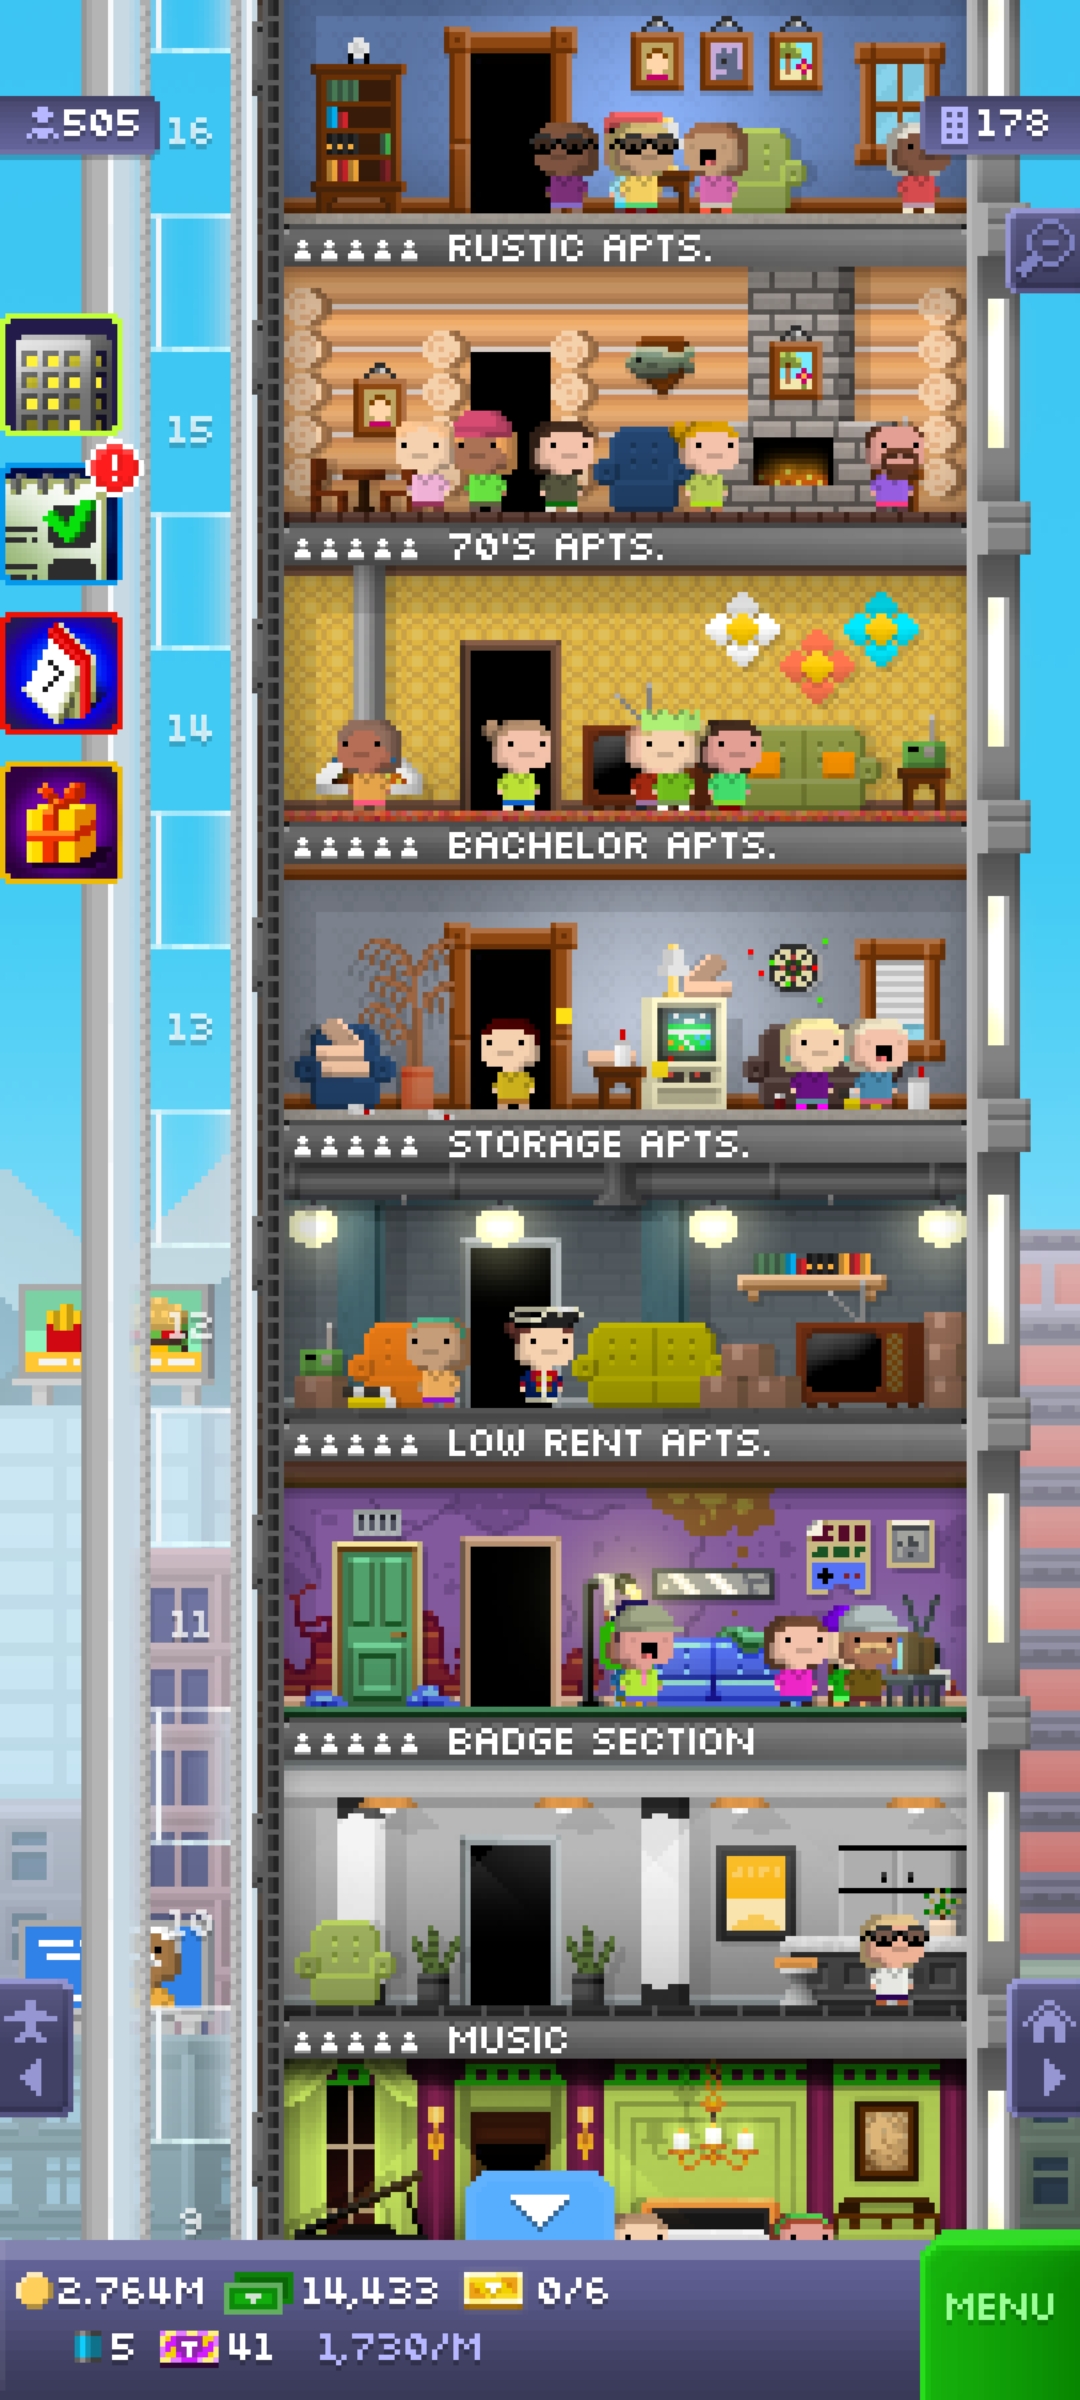 505
16
178
RUSTIC APTS.
15
70'S APTS.
7
14
BACHELOR APTS.
13
STORAGE APTS.
12
LOW RENT APTS.
11
BADGE SECTION
10
MUSIC
9
2.764M 14,433 0/6
MENU
5 T 41 1,730/M